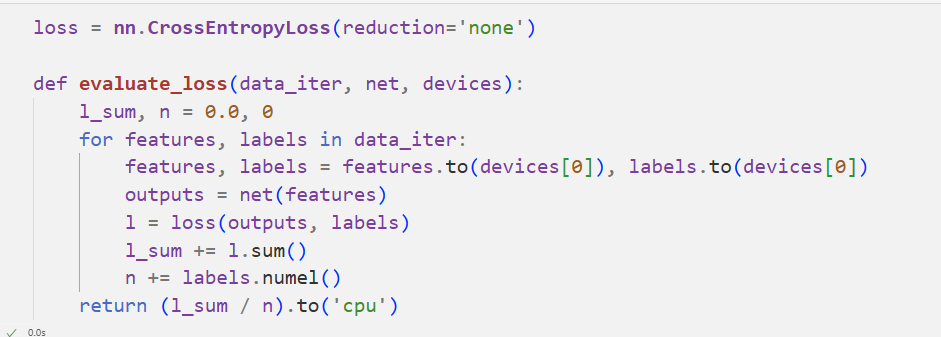 loss = nn.CrossEntropyLoss(reduction='none')
def evaluate_loss(data_iter, net, devices):
    l_sum, n = 0.0, 0
    for features, labels in data_iter:
        features, labels = features.to(devices[0]), labels.to(devices[0])
        outputs = net(features)
        l = loss(outputs, labels)
        l_sum += l.sum()
        n += labels.numel()
    return (l_sum / n).to('cpu')
✓ 0.0s